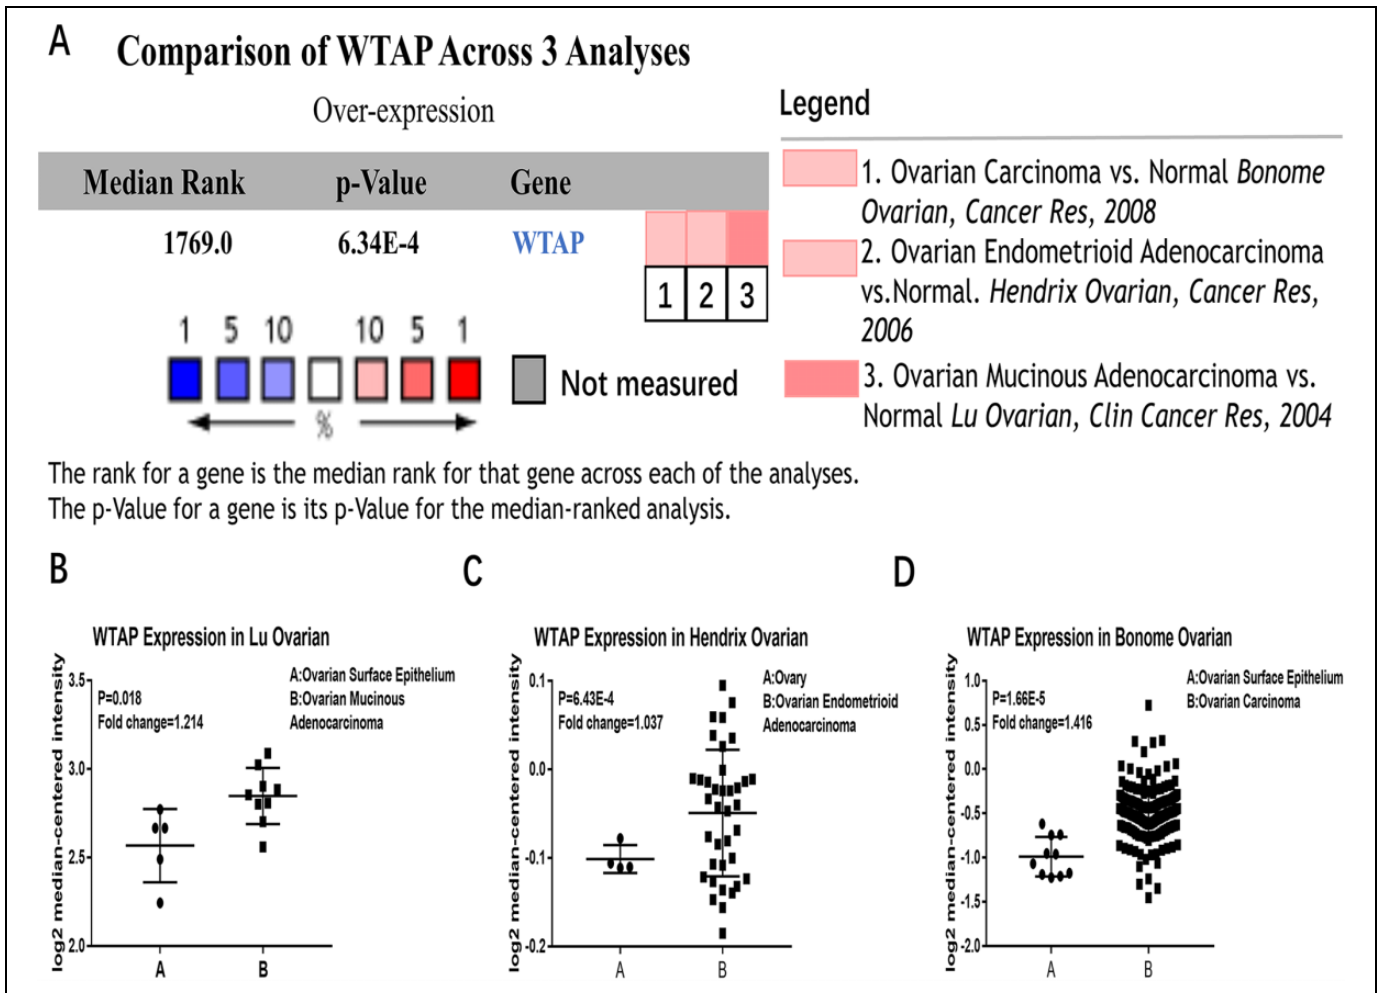 A
Comparison of WTAP Across 3 Analyses
Over-expression
Median Rank p-Value Gene
1769.0 6.34E-4 WTAP
1 2 3
1 5 10 10 5 1
%
Not measured
Legend
1. Ovarian Carcinoma vs. Normal Bonome
Ovarian, Cancer Res, 2008
2. Ovarian Endometrioid Adenocarcinoma
vs.Normal. Hendrix Ovarian, Cancer Res,
2006
3. Ovarian Mucinous Adenocarcinoma vs.
Normal Lu Ovarian, Clin Cancer Res, 2004
The rank for a gene is the median rank for that gene across each of the analyses.
The p-Value for a gene is its p-Value for the median-ranked analysis.
B
WTAP Expression in Lu Ovarian
log2 median-centered intensity
3.5
3.0
2.5
2.0
P=0.018
Fold change=1.214
A:Ovarian Surface Epithelium
B:Ovarian Mucinous
Adenocarcinoma
A B
C
WTAP Expression in Hendrix Ovarian
log2 median-centered intensity
0.1
0.0
-0.1
-0.2
P=6.43E-4
Fold change=1.037
A:Ovary
B:Ovarian Endometrioid
Adenocarcinoma
A B
D
WTAP Expression in Bonome Ovarian
log2 median-centered intensity
1.0
0.5
0.0
-0.5
-1.0
-1.5
-2.0
P=1.66E-5
Fold change=1.416
A:Ovarian Surface Epithelium
B:Ovarian Carcinoma
A B